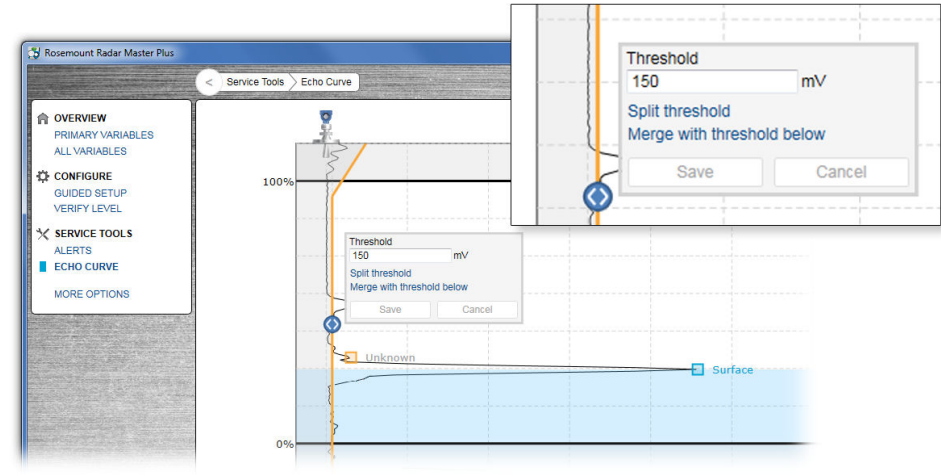 Rosemount Radar Master Plus
< Service Tools Echo Curve
OVERVIEW
PRIMARY VARIABLES
ALL VARIABLES
CONFIGURE
GUIDED SETUP
VERIFY LEVEL
SERVICE TOOLS
ALERTS
ECHO CURVE
MORE OPTIONS
100%
Threshold
150 mV
Split threshold
Merge with threshold below
Save Cancel
Unknown
Surface
0%
Threshold
150 mV
Split threshold
Merge with threshold below
Save Cancel